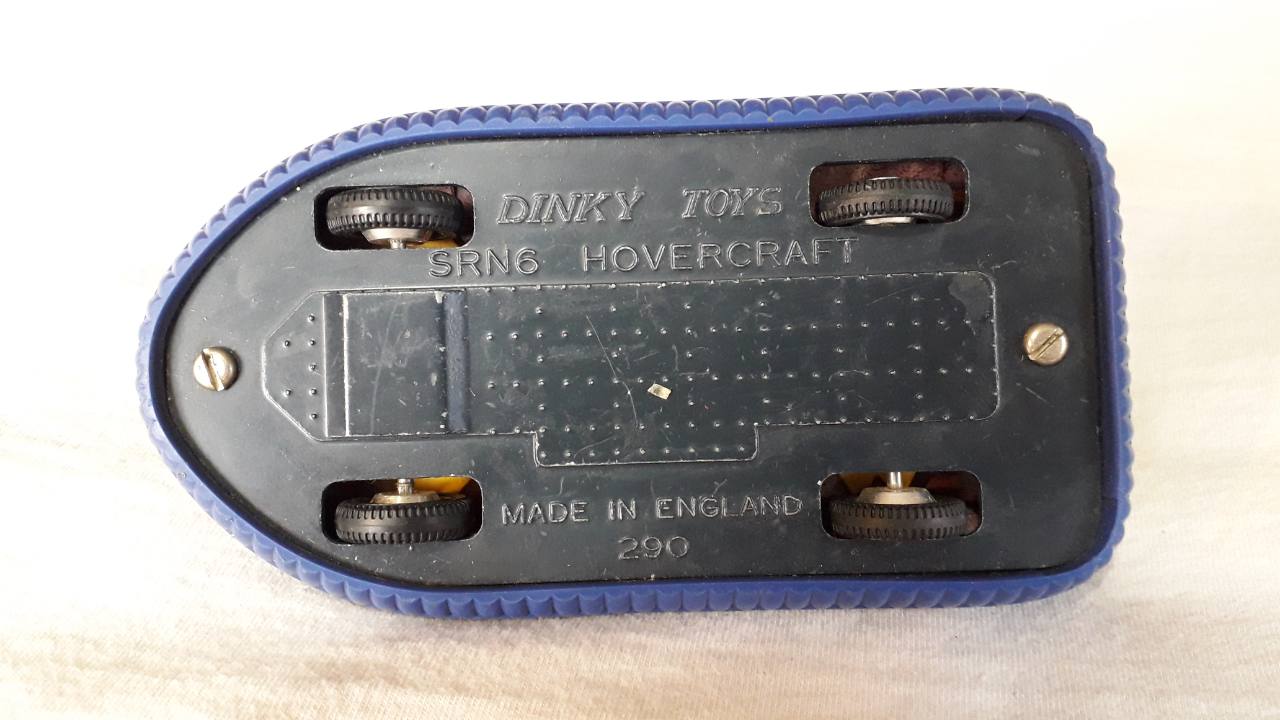 DINKY TOYS
SRN6 HOVERCRAFT
MADE IN ENGLAND
290